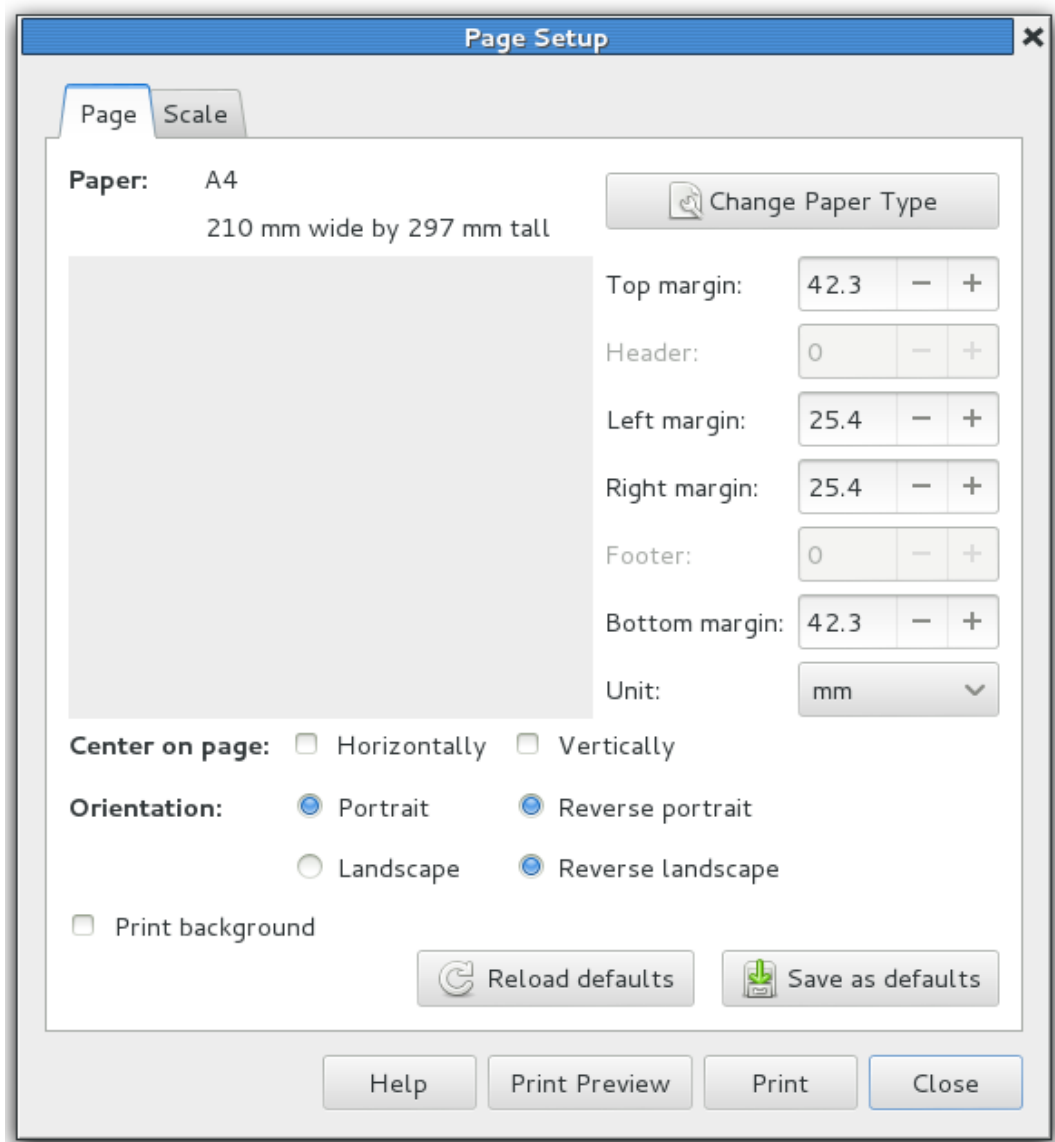 Page Setup
Page Scale
Paper: A4
210 mm wide by 297 mm tall
Change Paper Type
Top margin: 42.3
Header: 0
Left margin: 25.4
Right margin: 25.4
Footer: 0
Bottom margin: 42.3
Unit: mm
Center on page: Horizontally Vertically
Orientation: Portrait Reverse portrait
Landscape Reverse landscape
Print background
Reload defaults Save as defaults
Help Print Preview Print Close